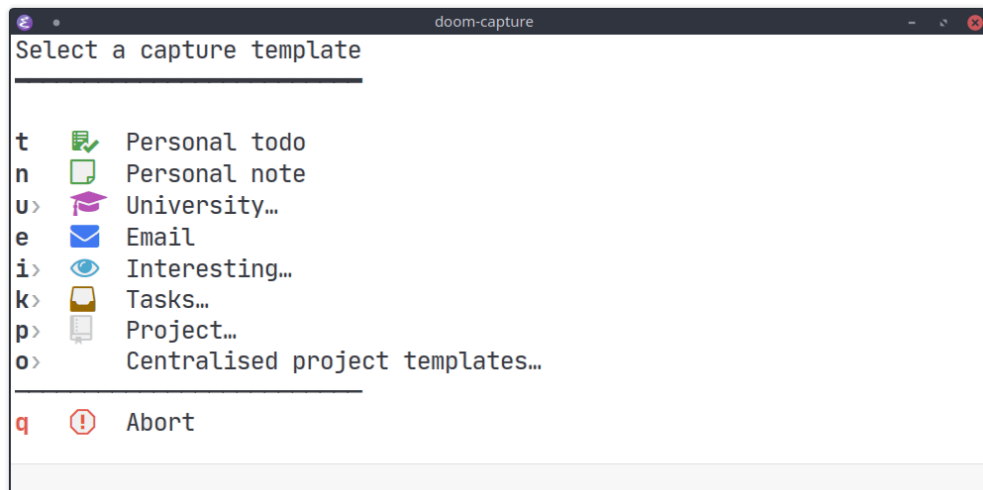 doom-capture
Select a capture template
t Personal todo
n Personal note
u› University…
e Email
i› Interesting…
k› Tasks…
p› Project…
o› Centralised project templates…
q Abort